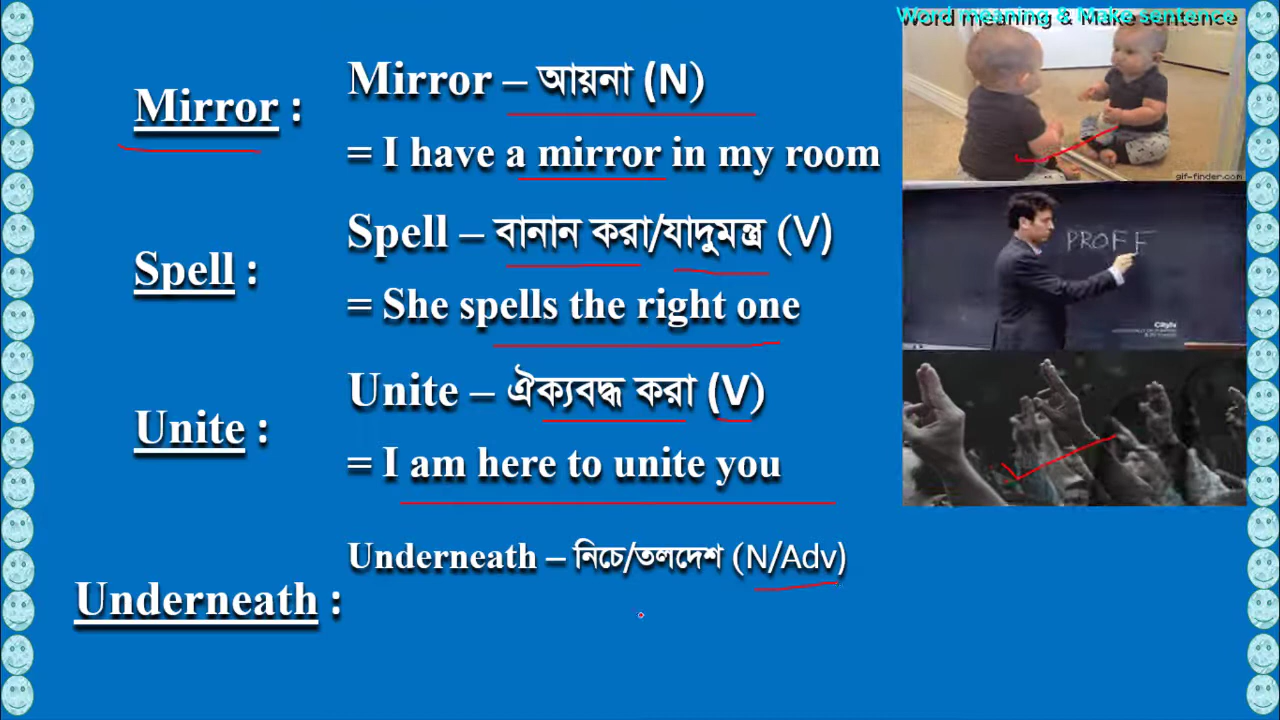 Word meaning & Make sentence
Mirror :
Mirror – আয়না (N)
= I have a mirror in my room
gif-finder.com
Spell :
Spell – বানান করা/যাদুমন্ত্র (V)
= She spells the right one
PROFF
Unite :
Unite – ঐক্যবদ্ধ করা (V)
= I am here to unite you
Underneath :
Underneath – নিচে/তলদেশ (N/Adv)